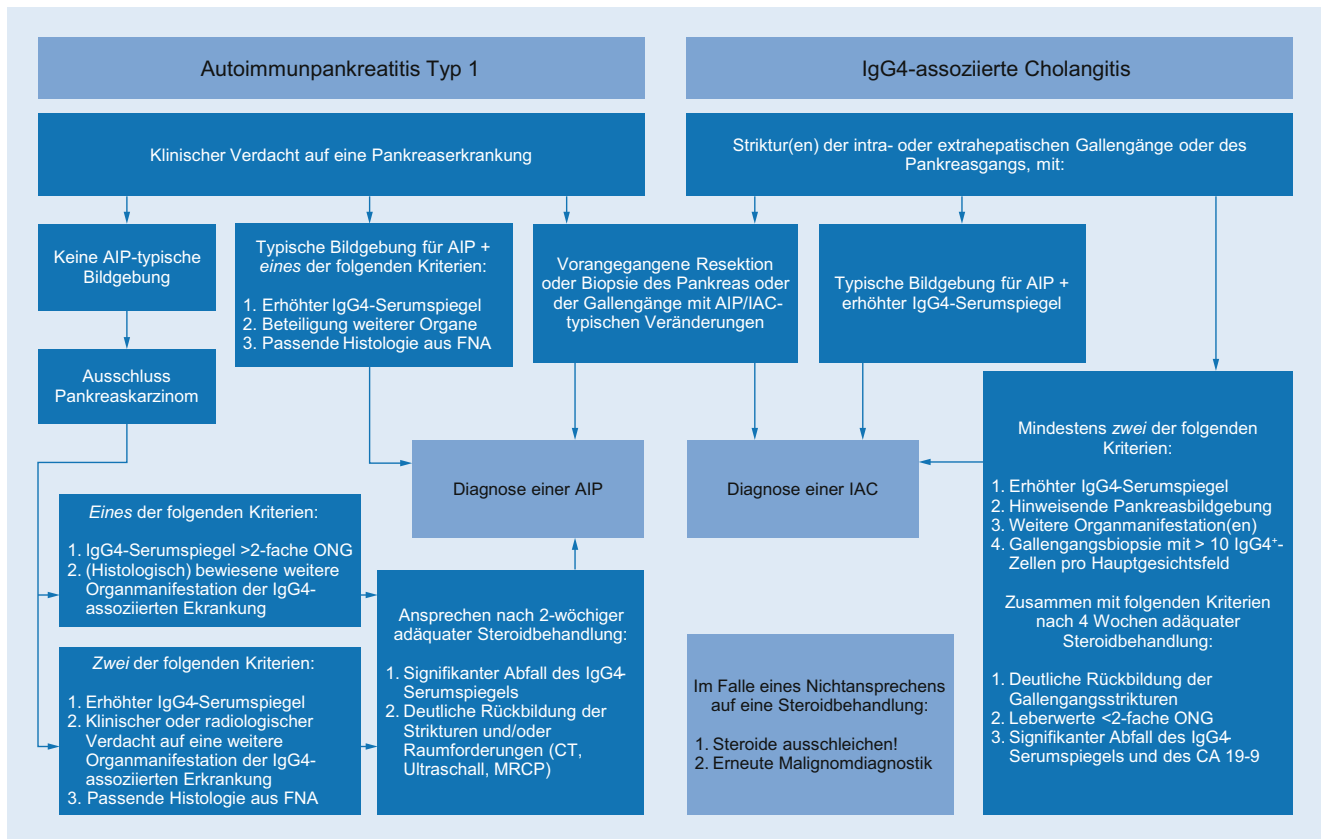 Autoimmunpankreatitis Typ 1
IgG4-assoziierte Cholangitis
Klinischer Verdacht auf eine Pankreaserkrankung
Striktur(en) der intra- oder extrahepatischen Gallengänge oder des
Pankreasgangs, mit:
Keine AIP-typische
Bildgebung
Typische Bildgebung für AIP +
eines der folgenden Kriterien:
1. Erhöhter IgG4-Serumspiegel
2. Beteiligung weiterer Organe
3. Passende Histologie aus FNA
Vorangegangene Resektion
oder Biopsie des Pankreas oder
der Gallengänge mit AIP/IAC-
typischen Veränderungen
Typische Bildgebung für AIP +
erhöhter IgG4-Serumspiegel
Ausschluss
Pankreaskarzinom
Diagnose einer AIP
Diagnose einer IAC
Mindestens zwei der folgenden
Kriterien:
1. Erhöhter IgG4-Serumspiegel
2. Hinweisende Pankreasbildgebung
3. Weitere Organmanifestation(en)
4. Gallengangsbiopsie mit > 10 IgG4⁺-
Zellen pro Hauptgesichtsfeld
Zusammen mit folgenden Kriterien
nach 4 Wochen adäquater
Steroidbehandlung:
1. Deutliche Rückbildung der
Gallengangsstrikturen
2. Leberwerte <2-fache ONG
3. Signifikanter Abfall des IgG4-
Serumspiegels und des CA 19-9
Eines der folgenden Kriterien:
1. IgG4-Serumspiegel >2-fache ONG
2. (Histologisch) bewiesene weitere
Organmanifestation der IgG4-
assoziierten Ekrankung
Zwei der folgenden Kriterien:
1. Erhöhter IgG4-Serumspiegel
2. Klinischer oder radiologischer
Verdacht auf eine weitere
Organmanifestation der IgG4-
assoziierten Erkrankung
3. Passende Histologie aus FNA
Ansprechen nach 2-wöchiger
adäquater Steroidbehandlung:
1. Signifikanter Abfall des IgG4-
Serumspiegels
2. Deutliche Rückbildung der
Strikturen und/oder
Raumforderungen (CT,
Ultraschall, MRCP)
Im Falle eines Nichtansprechens
auf eine Steroidbehandlung:
1. Steroide ausschleichen!
2. Erneute Malignomdiagnostik